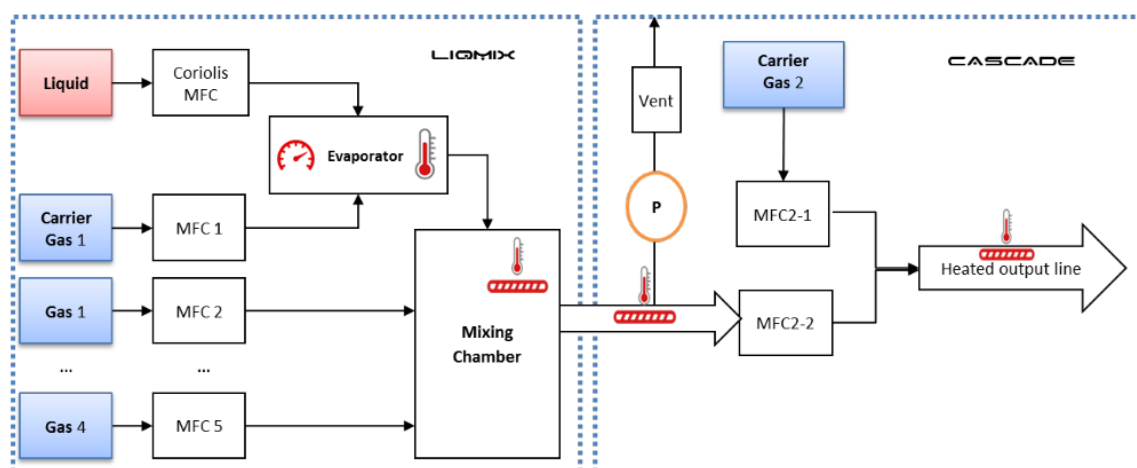 LIQMIX
CASCADE
Liquid
Coriolis
MFC
Vent
Carrier
Gas 2
Evaporator
P
Carrier
Gas 1
MFC 1
MFC2-1
Gas 1
MFC 2
Mixing
Chamber
MFC2-2
Heated output line
...
...
Gas 4
MFC 5